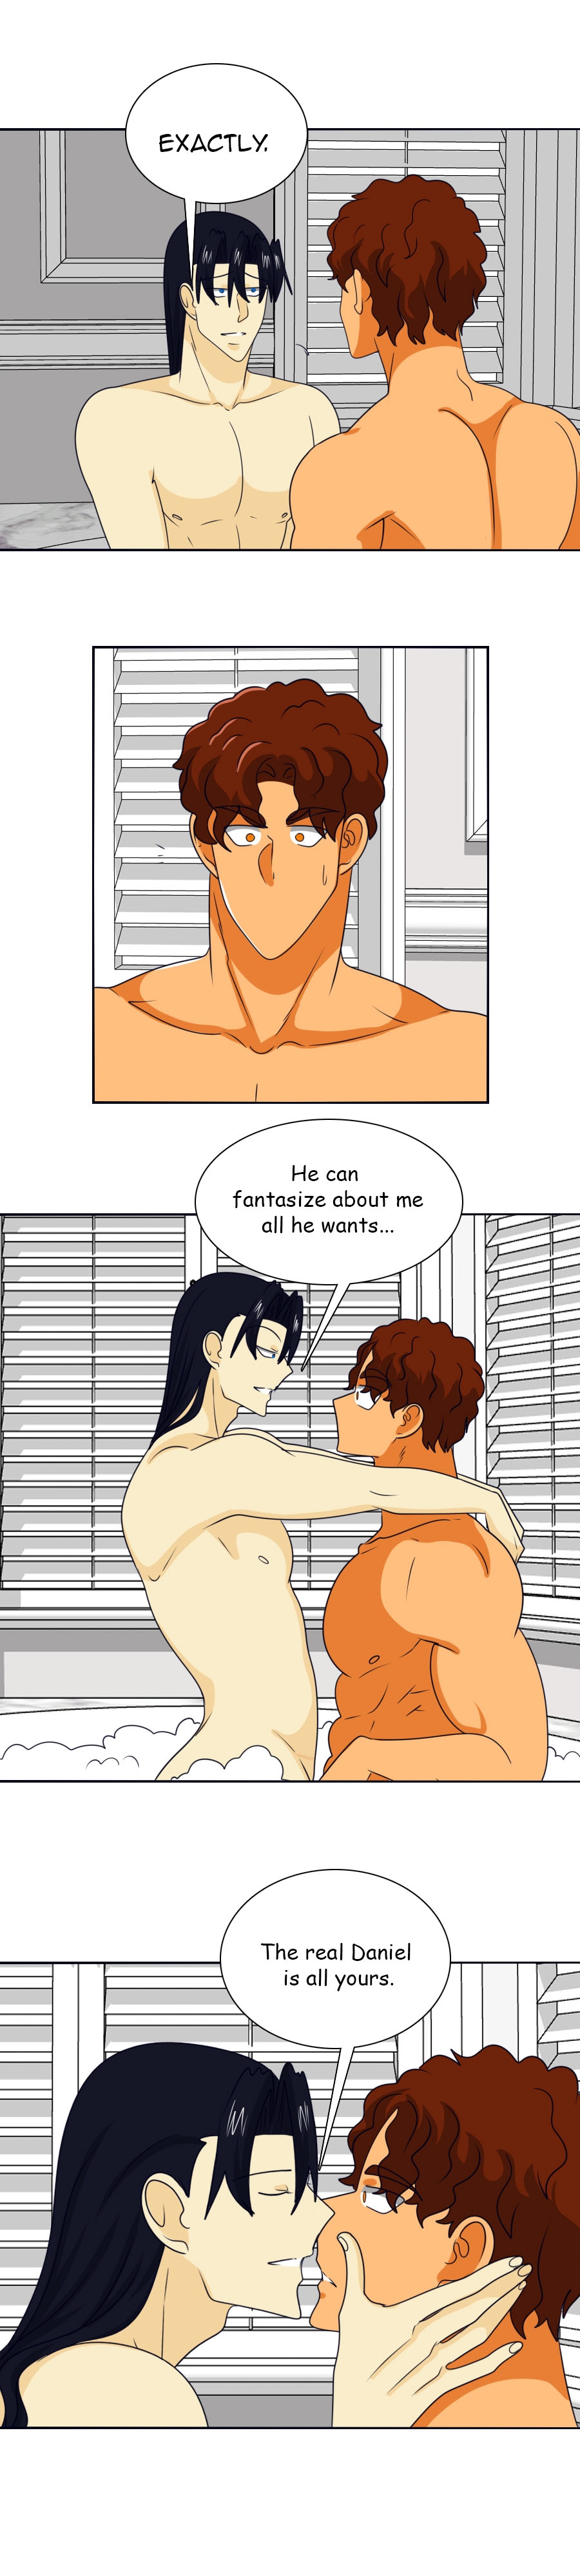 EXACTLY.
He can
fantasize about me
all he wants...
The real Daniel
is all yours.